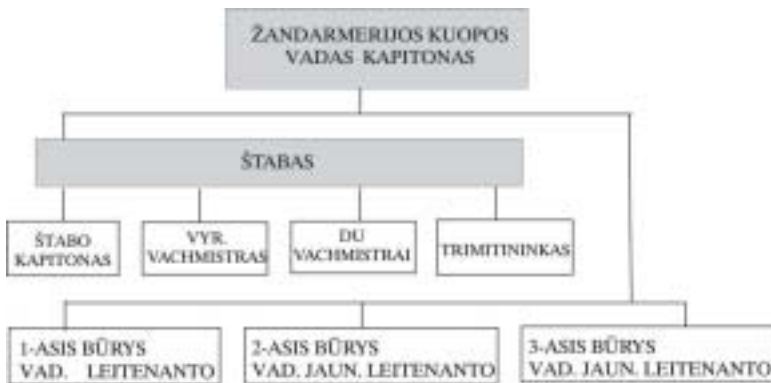 ŽANDARMERIJOS KUOPOS
VADAS KAPITONAS
ŠTABAS
ŠTABO
KAPITONAS
VYR.
VACHMISTRAS
DU
VACHMISTRAI
TRIMITININKAS
1-ASIS BŪRYS
VAD. LEITENANTO
2-ASIS BŪRYS
VAD. JAUN. LEITENANTO
3-ASIS BŪRYS
VAD. JAUN. LEITENANTO